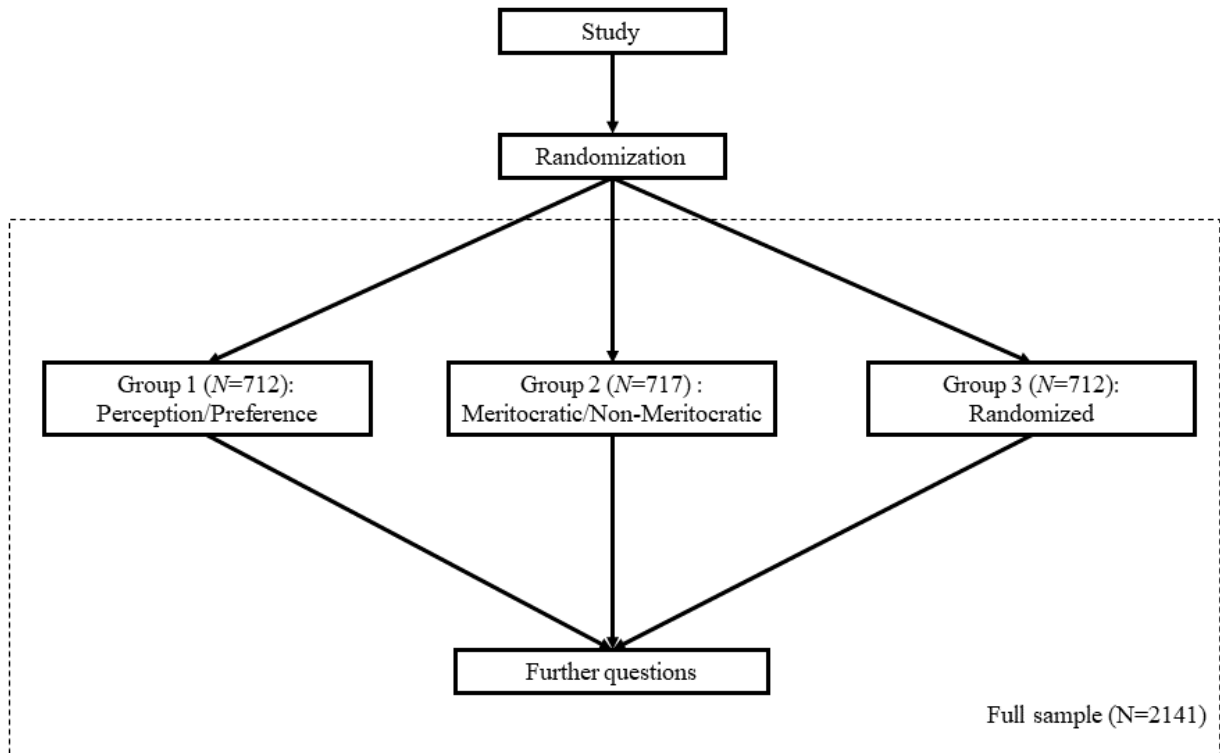 Study
Randomization
Group 1 (N=712):
Perception/Preference
Group 2 (N=717) :
Meritocratic/Non-Meritocratic
Group 3 (N=712):
Randomized
Further questions
Full sample (N=2141)